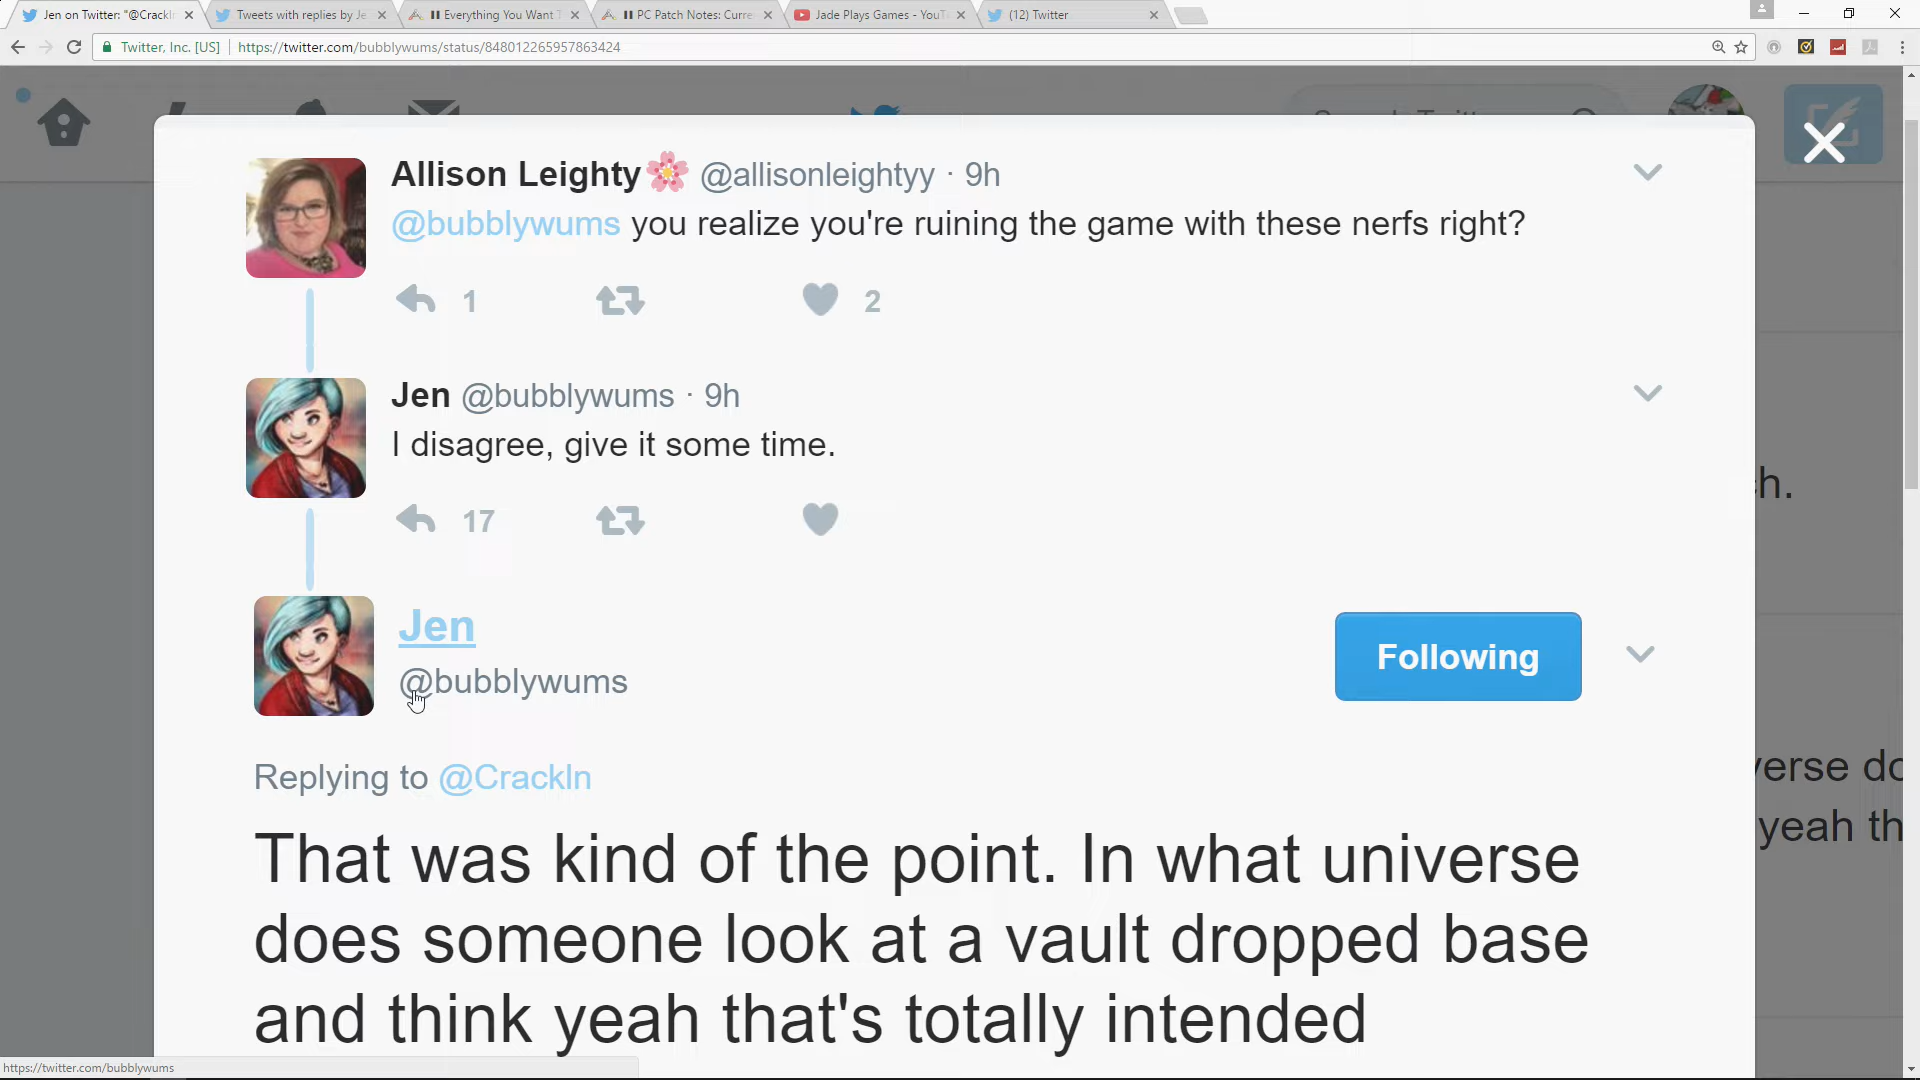 Jen on Twitter: "@Crackl
Tweets with replies by Je
Everything You Want T
PC Patch Notes: Curre
Jade Plays Games - YouT
(12) Twitter
Twitter, Inc. [US]
https://twitter.com/bubblywums/status/848012265957863424
Allison Leighty🌸 @allisonleightyy · 9h
@bubblywums you realize you're ruining the game with these nerfs right?
1
2
Jen @bubblywums · 9h
I disagree, give it some time.
17
h.
Jen
@bubblywums
Following
Replying to @Crackln
verse do
yeah th
That was kind of the point. In what universe
does someone look at a vault dropped base
and think yeah that's totally intended
https://twitter.com/bubblywums